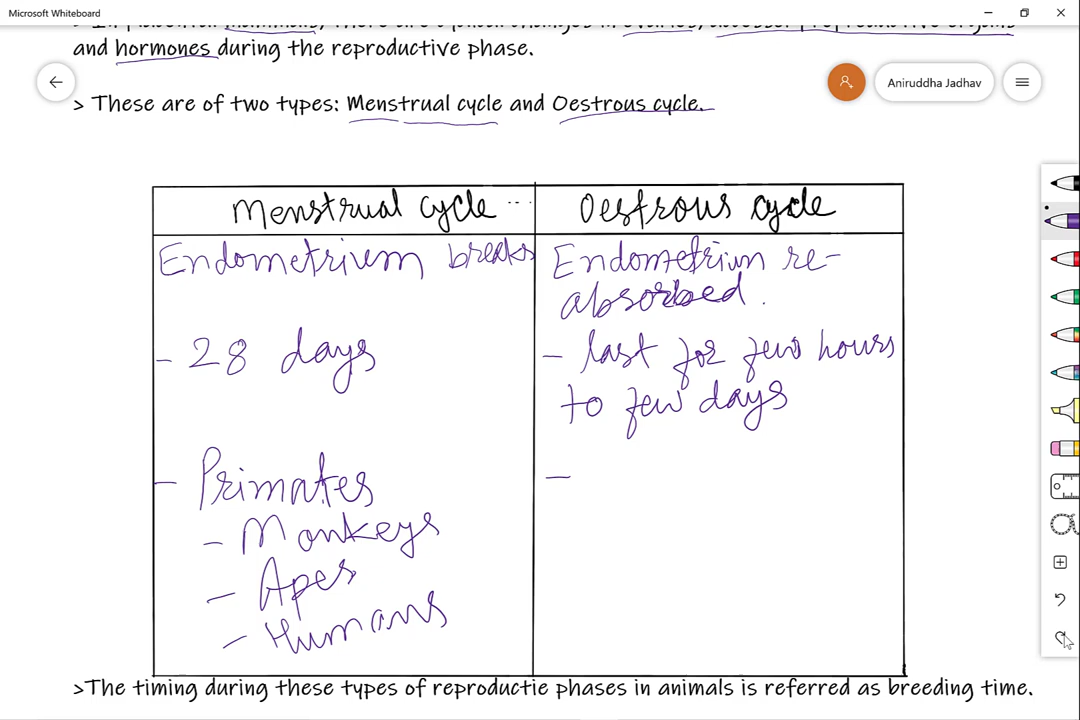 Microsoft Whiteboard
and hormones during the reproductive phase.
Aniruddha Jadhav
> These are of two types: Menstrual cycle and Oestrous cycle.
Menstrual cycle ...
Oestrous cycle
Endometrium breaks
Endometrium re-
absorbed.
- 28 days
- last for few hours
to few days
- Primates
-
- Monkeys
- Apes
- Humans
>The timing during these types of reproductie phases in animals is referred as breeding time.